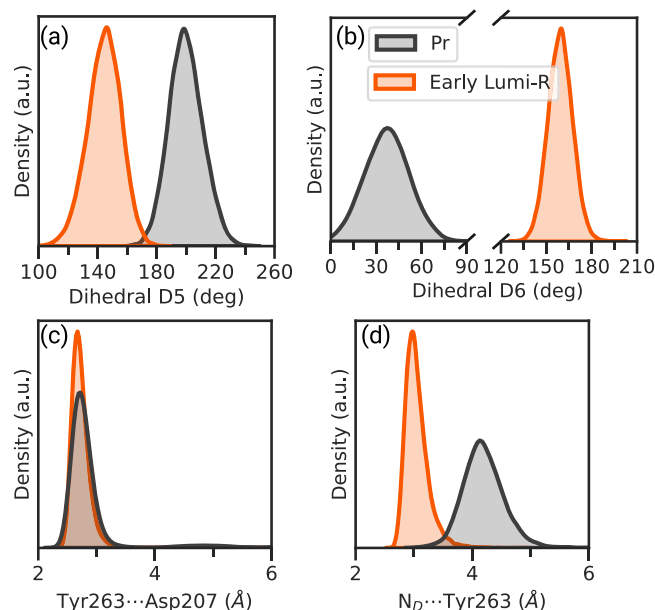 (a)
Density (a.u.)
100 140 180 220 260
Dihedral D5 (deg)
(b)
Pr
Early Lumi-R
Density (a.u.)
0 30 60 90 120 150 180 210
Dihedral D6 (deg)
(c)
Density (a.u.)
2 4 6
Tyr263···Asp207 (Å)
(d)
Density (a.u.)
2 4 6
N_D···Tyr263 (Å)